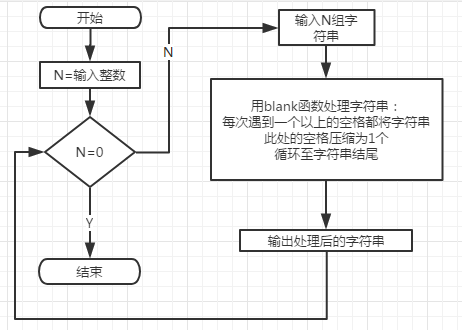 开始
N=输入整数
N=0
Y
结束
N
输入N组字
符串
用blank函数处理字符串：
每次遇到一个以上的空格都将字符串
此处的空格压缩为1个
循环至字符串结尾
输出处理后的字符串